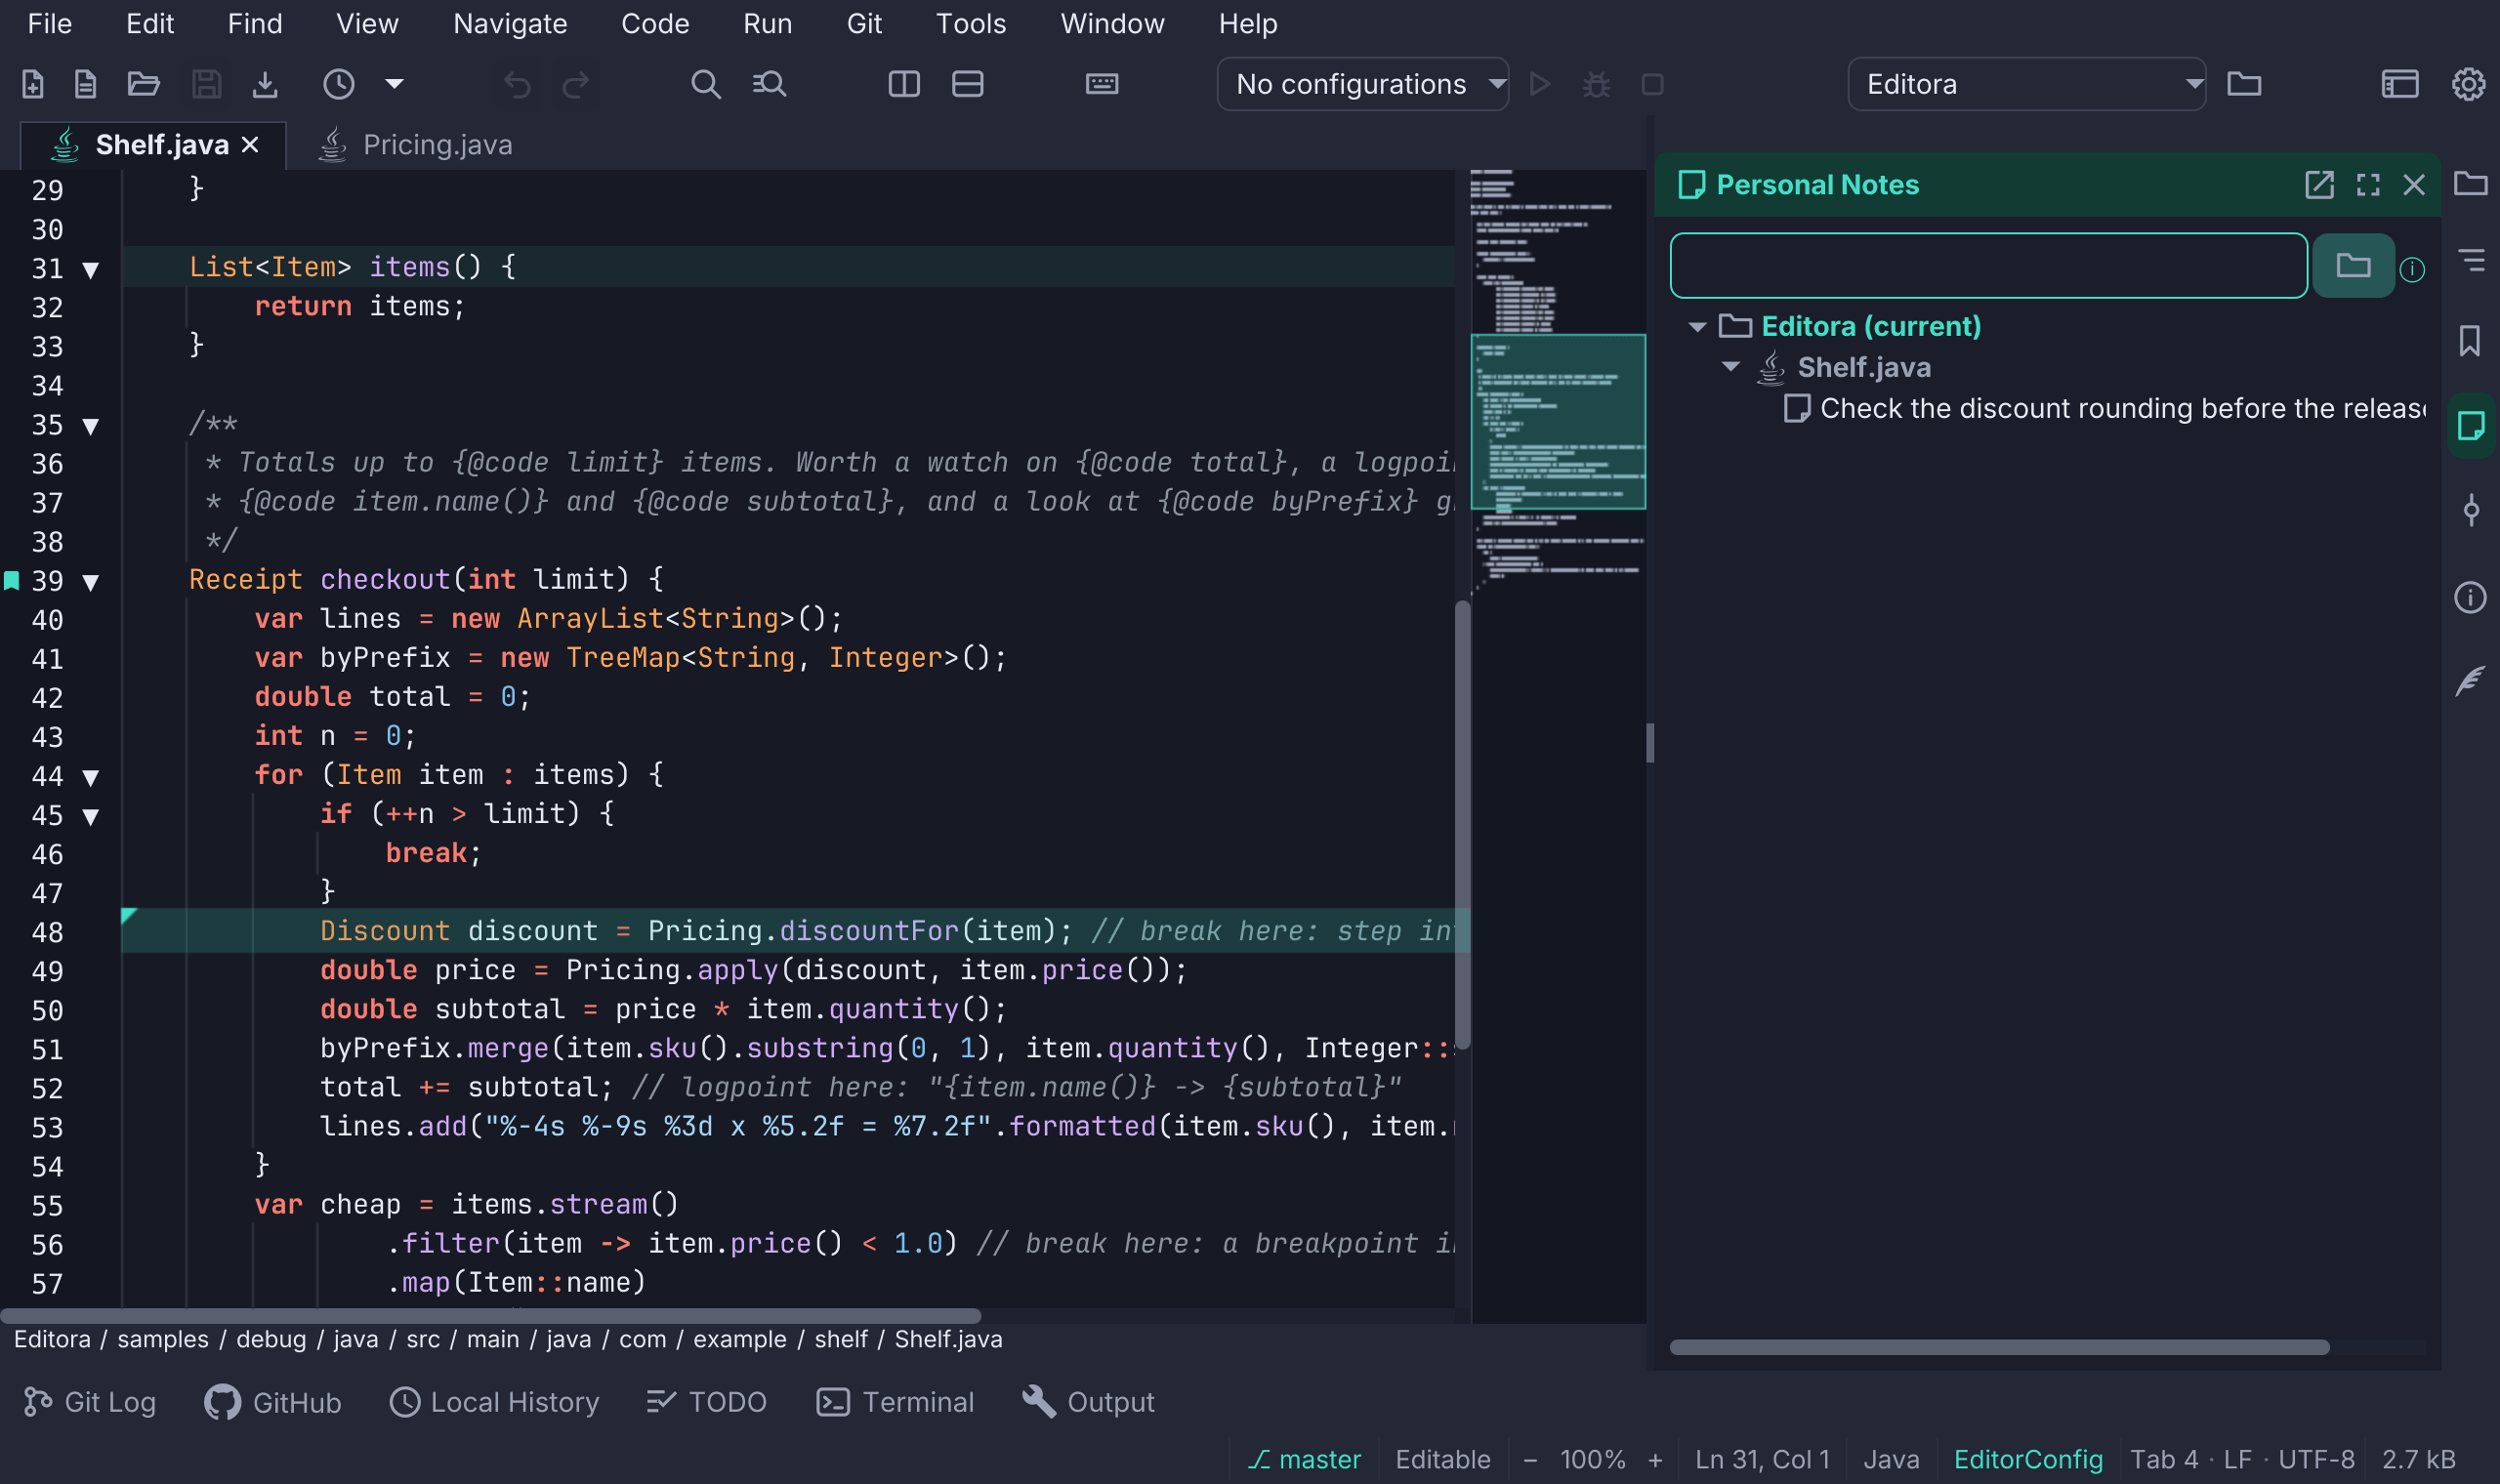 File Edit Find View Navigate Code Run Git Tools Window Help
No configurations Editora
Shelf.java Pricing.java
Personal Notes
Editora (current)
Shelf.java
Check the discount rounding before the release
29 }
30
31 List<Item> items() {
32 return items;
33 }
34
35 /**
36 * Totals up to {@code limit} items. Worth a watch on {@code total}, a
37 * {@code item.name()} and {@code subtotal}, and a look at {@code byPrefix}
38 */
39 Receipt checkout(int limit) {
40 var lines = new ArrayList<String>();
41 var byPrefix = new TreeMap<String, Integer>();
42 double total = 0;
43 int n = 0;
44 for (Item item : items) {
45 if (++n > limit) {
46 break;
47 }
48 Discount discount = Pricing.discountFor(item); // break here: step
49 double price = Pricing.apply(discount, item.price());
50 double subtotal = price * item.quantity();
51 byPrefix.merge(item.sku().substring(0, 1), item.quantity(), Integer::
52 total += subtotal; // logpoint here: "{item.name()} -> {subtotal}"
53 lines.add("%-4s %-9s %3d x %5.2f = %7.2f".formatted(item.sku(), item.
54 }
55 var cheap = items.stream()
56 .filter(item -> item.price() < 1.0) // break here: a breakpoint
57 .map(Item::name)
Editora / samples / debug / java / src / main / java / com / example / shelf / Shelf.java
Git Log GitHub Local History TODO Terminal Output
master Editable − 100% + Ln 31, Col 1 Java EditorConfig Tab 4 · LF · UTF-8 2.7 kB